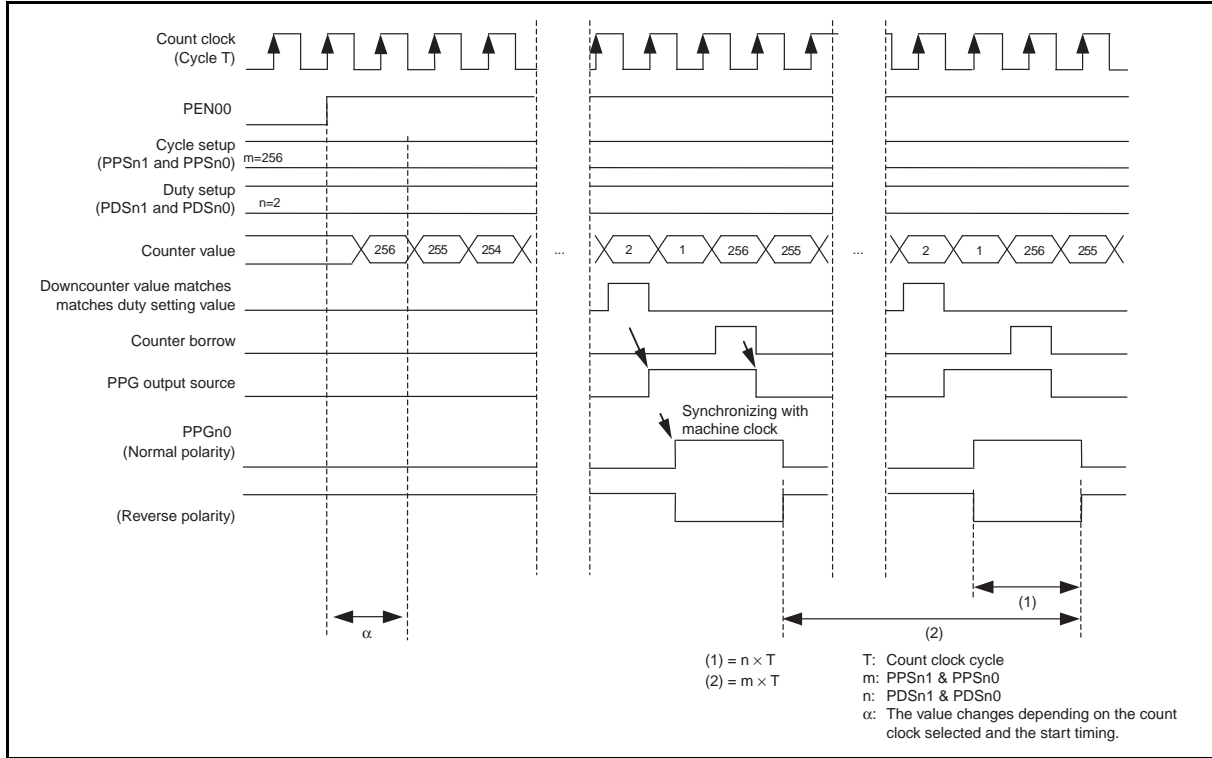 Count clock
(Cycle T)
PEN00
Cycle setup
(PPSn1 and PPSn0)
m=256
Duty setup
(PDSn1 and PDSn0)
n=2
Counter value
256 255 254 ... 2 1 256 255 ... 2 1 256 255
Downcounter value matches
matches duty setting value
Counter borrow
PPG output source
Synchronizing with
machine clock
PPGn0
(Normal polarity)
(Reverse polarity)
(1)
α
(2)
(1) = n × T
(2) = m × T
T: Count clock cycle
m: PPSn1 & PPSn0
n: PDSn1 & PDSn0
α: The value changes depending on the count
clock selected and the start timing.